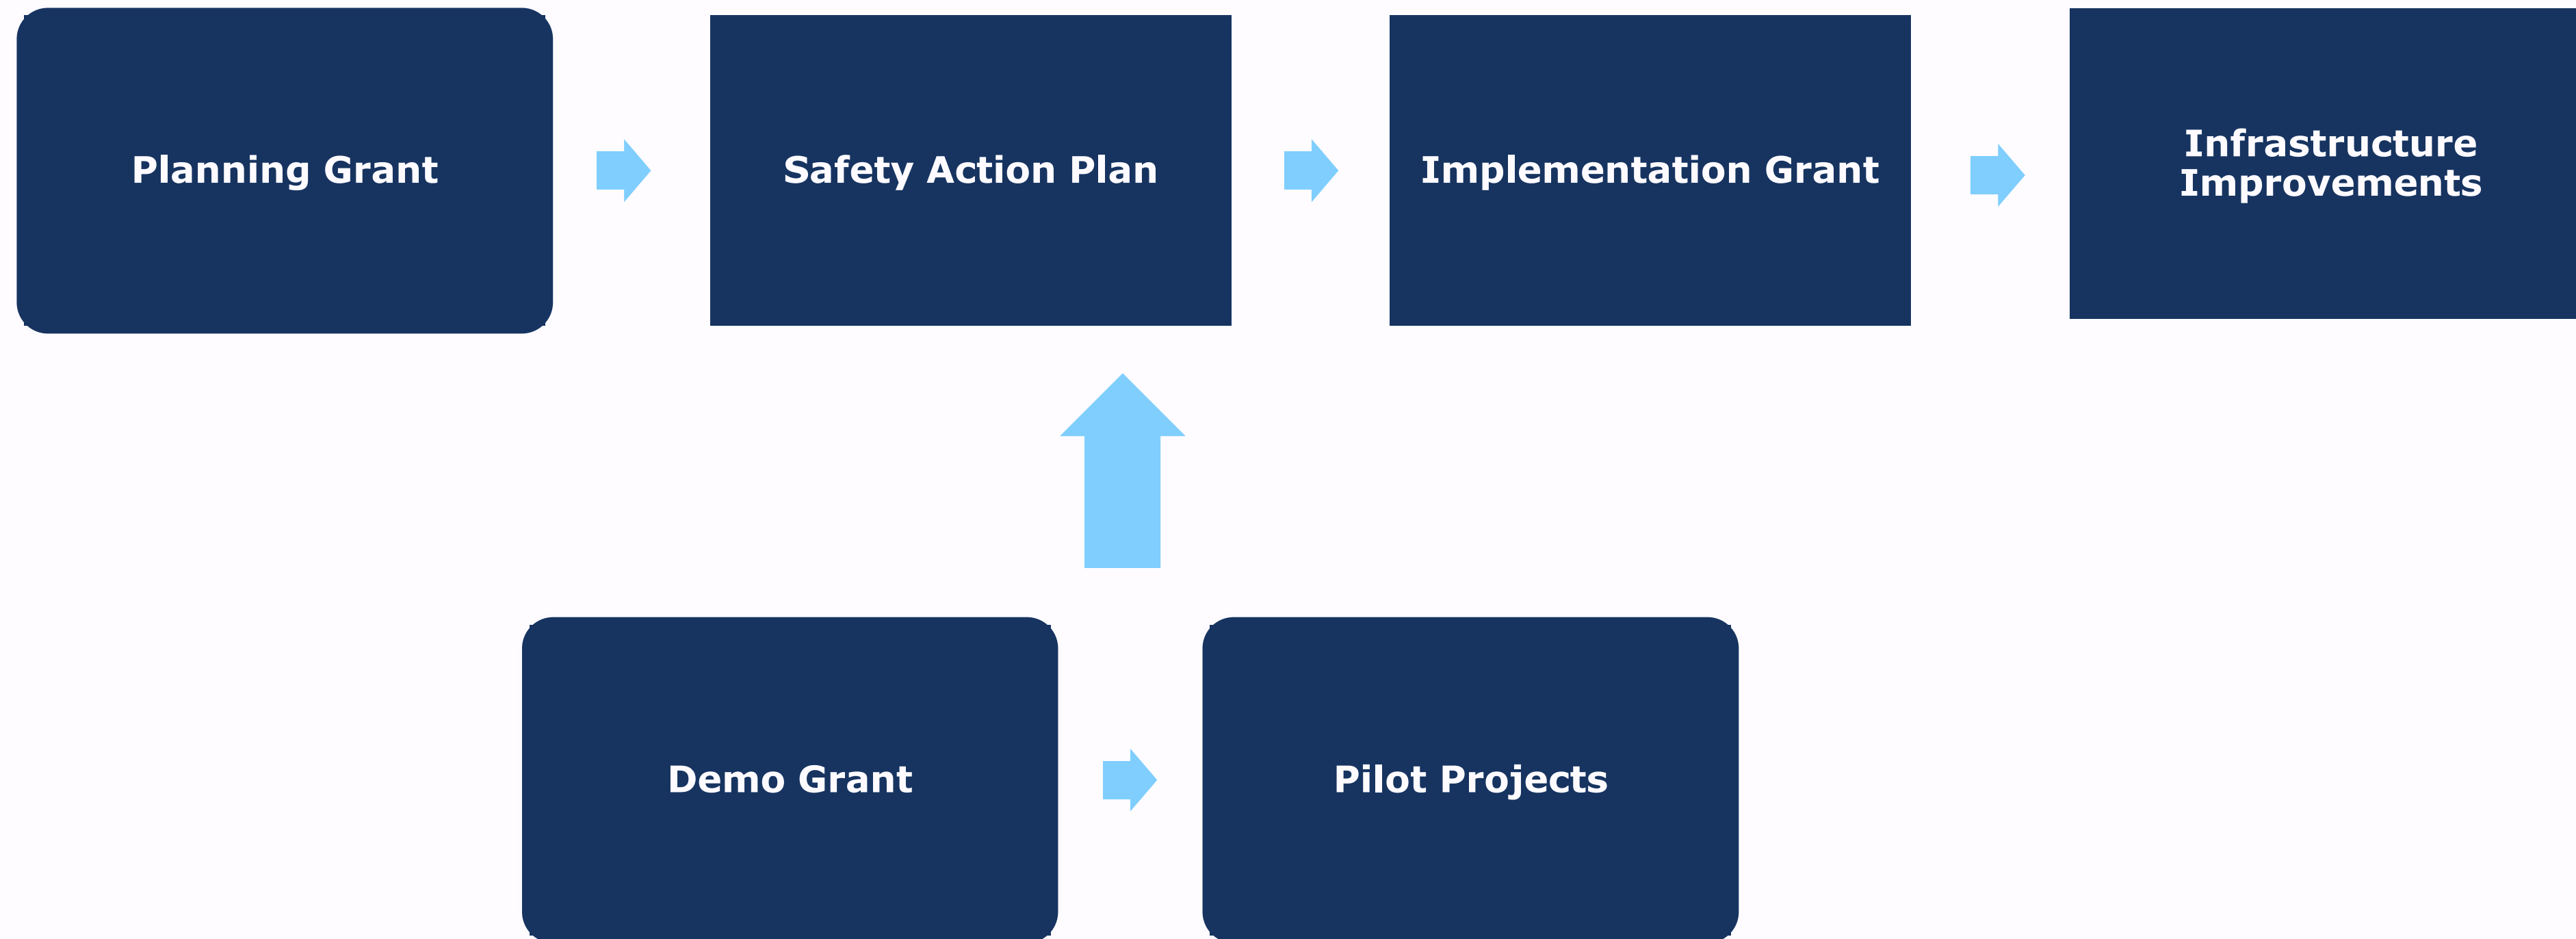 Planning Grant
Safety Action Plan
Implementation Grant
Infrastructure
Improvements
Demo Grant
Pilot Projects